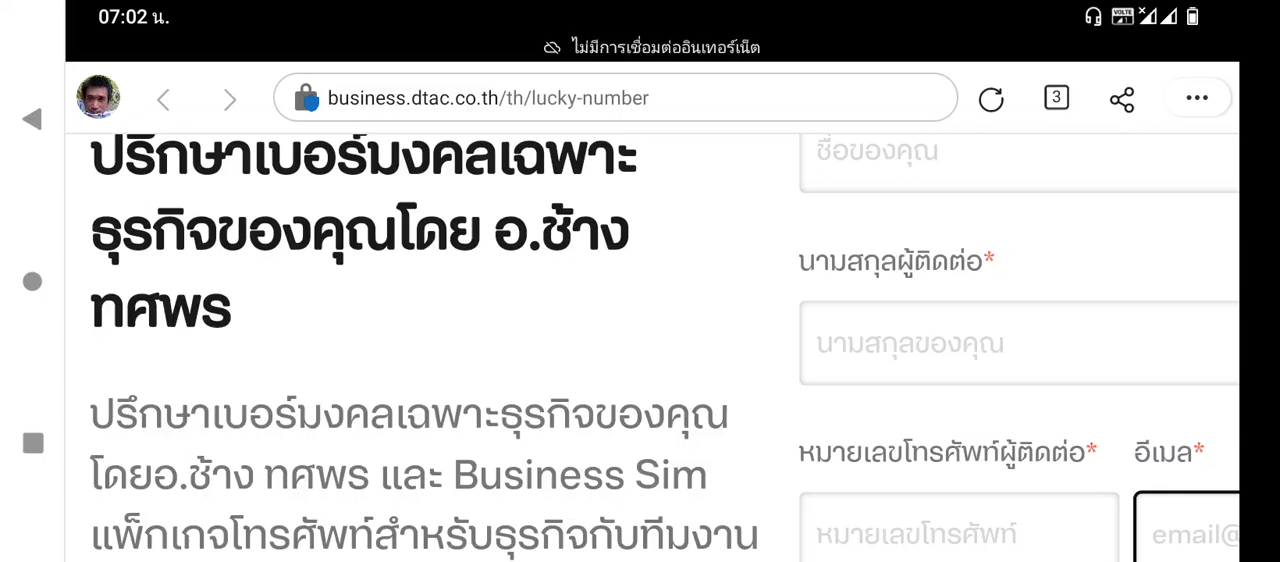 07:02 น.
ไม่มีการเชื่อมต่ออินเทอร์เน็ต
business.dtac.co.th/th/lucky-number
3
ปรึกษาเบอร์มงคลเฉพาะ
ธุรกิจของคุณโดย อ.ช้าง
ทศพร
ปรึกษาเบอร์มงคลเฉพาะธุรกิจของคุณ
โดยอ.ช้าง ทศพร และ Business Sim
แพ็กเกจโทรศัพท์สำหรับธุรกิจกับทีมงาน
ชื่อของคุณ
นามสกุลผู้ติดต่อ*
นามสกุลของคุณ
หมายเลขโทรศัพท์ผู้ติดต่อ*
หมายเลขโทรศัพท์
อีเมล*
email@